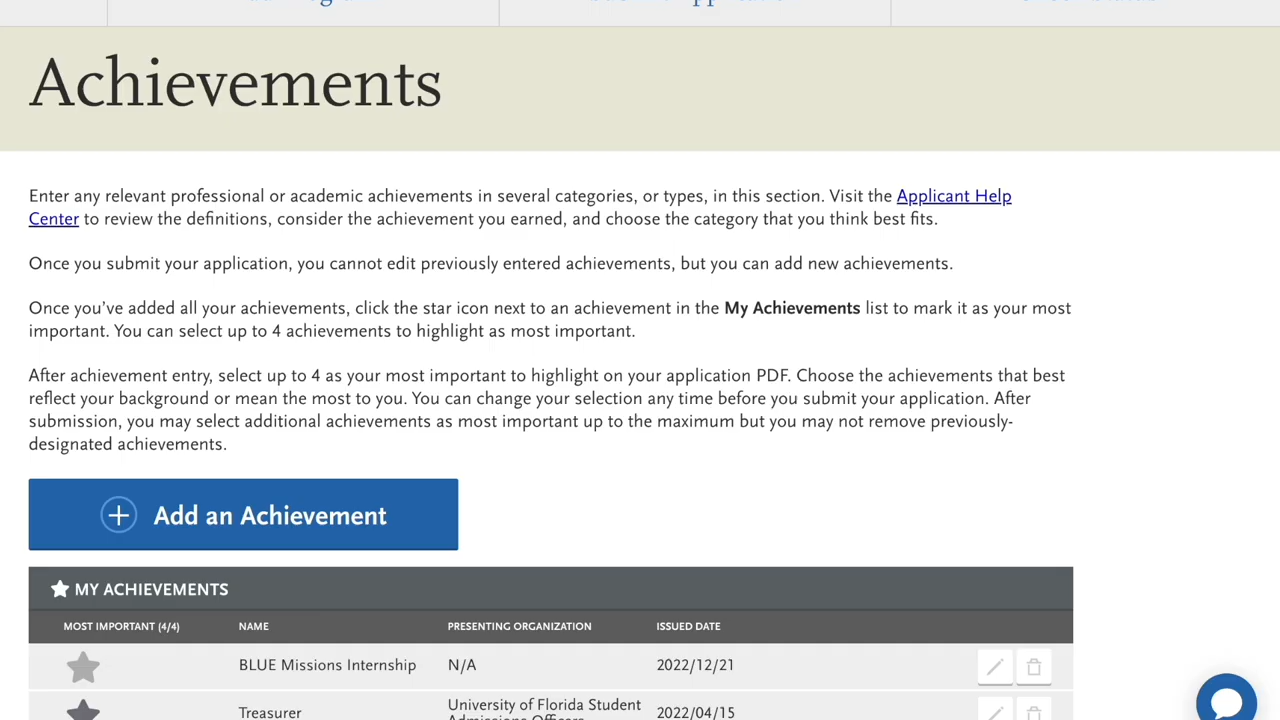 Achievements
Enter any relevant professional or academic achievements in several categories, or types, in this section. Visit the Applicant Help
Center to review the definitions, consider the achievement you earned, and choose the category that you think best fits.
Once you submit your application, you cannot edit previously entered achievements, but you can add new achievements.
Once you’ve added all your achievements, click the star icon next to an achievement in the My Achievements list to mark it as your most
important. You can select up to 4 achievements to highlight as most important.
After achievement entry, select up to 4 as your most important to highlight on your application PDF. Choose the achievements that best
reflect your background or mean the most to you. You can change your selection any time before you submit your application. After
submission, you may select additional achievements as most important up to the maximum but you may not remove previously-
designated achievements.
Add an Achievement
MY ACHIEVEMENTS
MOST IMPORTANT (4/4) NAME PRESENTING ORGANIZATION ISSUED DATE
BLUE Missions Internship N/A 2022/12/21
Treasurer University of Florida Student 2022/04/15
Admissions Officers